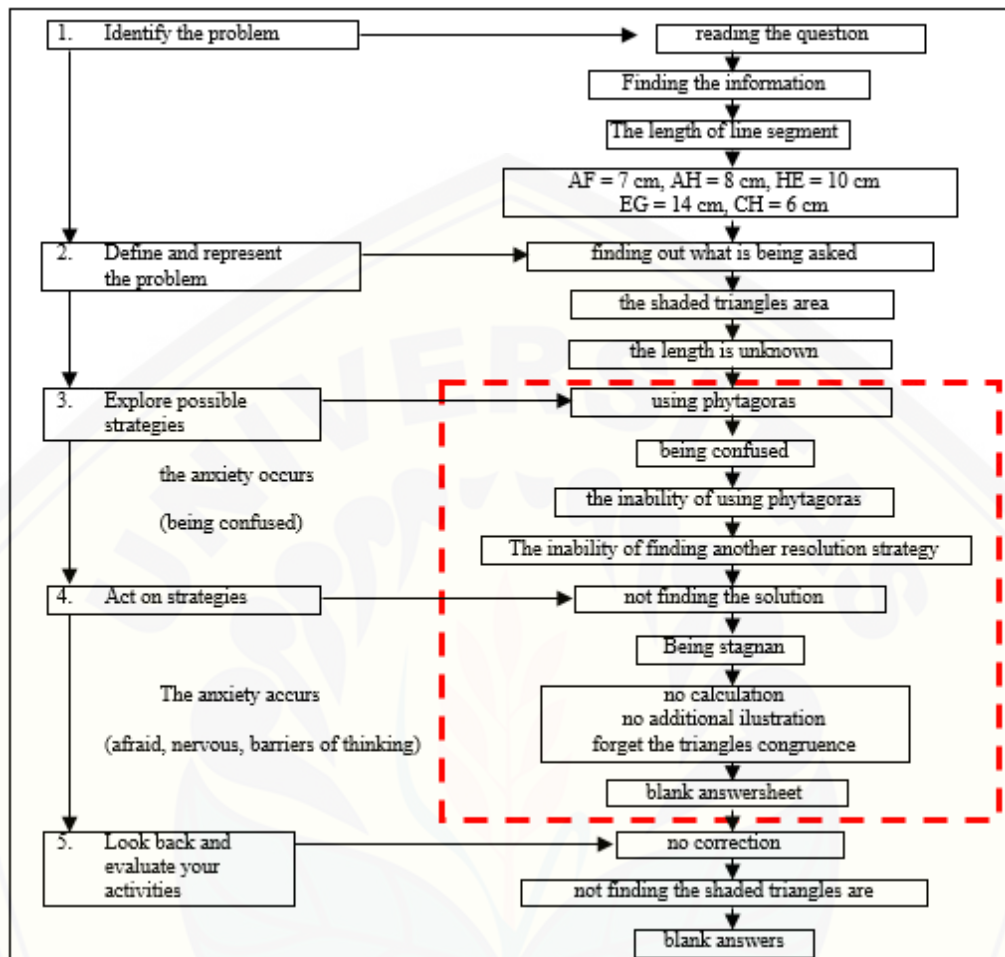 1. Identify the problem
reading the question
Finding the information
The length of line segment
AF = 7 cm, AH = 8 cm, HE = 10 cm
EG = 14 cm, CH = 6 cm
2. Define and represent
the problem
finding out what is being asked
the shaded triangles area
the length is unknown
3. Explore possible
strategies
using phytagoras
being confused
the anxiety occurs
(being confused)
the inability of using phytagoras
The inability of finding another resolution strategy
4. Act on strategies
not finding the solution
Being stagnan
The anxiety accurs
(afraid, nervous, barriers of thinking)
no calculation
no additional ilustration
forget the triangles congruence
blank answersheet
5. Look back and
evaluate your
activities
no correction
not finding the shaded triangles are
blank answers
UNIVERSITAS